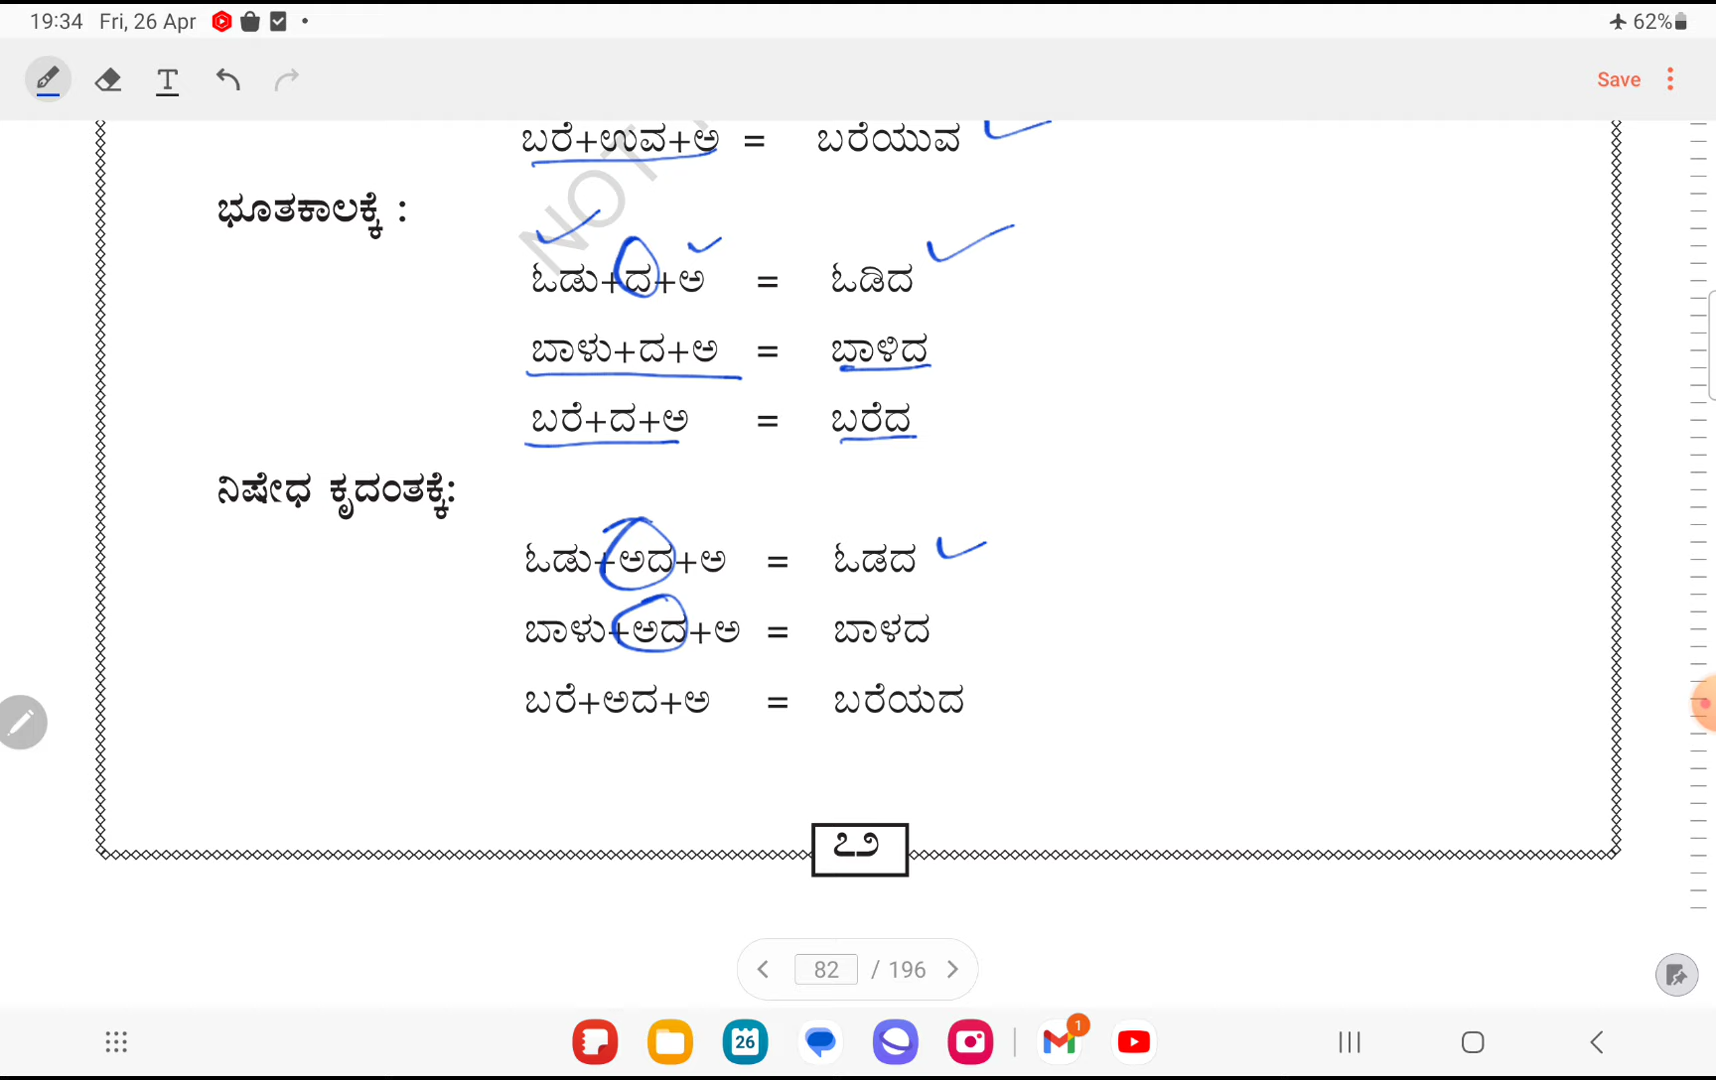 19:34 Fri, 26 Apr 62%
T Save
ಬರೆ+ಉವ+ಅ = ಬರೆಯುವ
NOT
ಭೂತಕಾಲಕ್ಕೆ :
ಓಡು+ದ+ಅ = ಓಡಿದ
ಬಾಳು+ದ+ಅ = ಬಾಳಿದ
ಬರೆ+ದ+ಅ = ಬರೆದ
ನಿಷೇಧ ಕೃದಂತಕ್ಕೆ:
ಓಡು+ಅದ+ಅ = ಓಡದ
ಬಾಳು+ಅದ+ಅ = ಬಾಳದ
ಬರೆ+ಅದ+ಅ = ಬರೆಯದ
೭೨
82 / 196
26 1